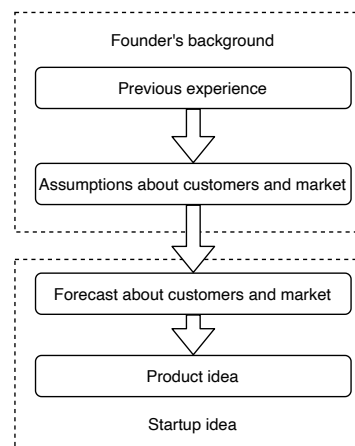 Founder's background
Previous experience
Assumptions about customers and market
Forecast about customers and market
Product idea
Startup idea